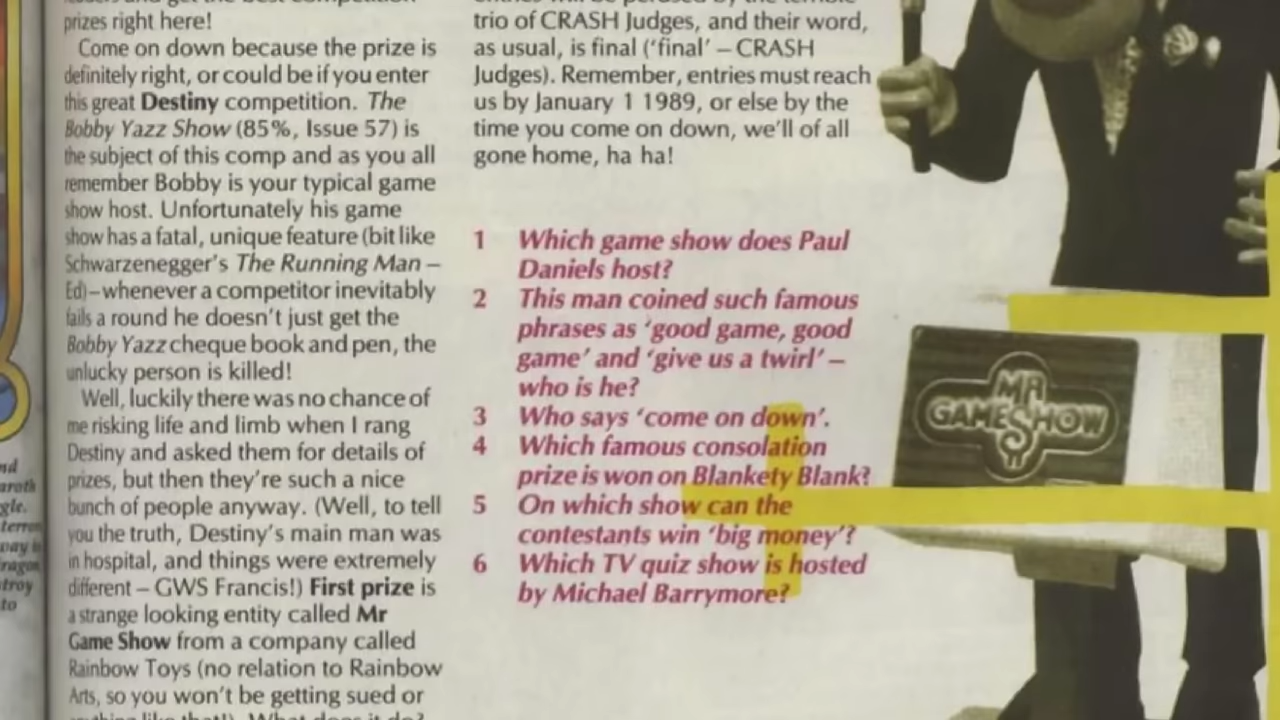 prizes right here!
Come on down because the prize is
definitely right, or could be if you enter
this great Destiny competition. The
Bobby Yazz Show (85%, Issue 57) is
the subject of this comp and as you all
remember Bobby is your typical game
show host. Unfortunately his game
show has a fatal, unique feature (bit like
Schwarzenegger's The Running Man –
Ed) – whenever a competitor inevitably
fails a round he doesn't just get the
Bobby Yazz cheque book and pen, the
unlucky person is killed!
Well, luckily there was no chance of
me risking life and limb when I rang
Destiny and asked them for details of
prizes, but then they're such a nice
bunch of people anyway. (Well, to tell
you the truth, Destiny's main man was
in hospital, and things were extremely
different – GWS Francis!) First prize is
a strange looking entity called Mr
Game Show from a company called
Rainbow Toys (no relation to Rainbow
Arts, so you won't be getting sued or
trio of CRASH Judges, and their word,
as usual, is final ('final' – CRASH
Judges). Remember, entries must reach
us by January 1 1989, or else by the
time you come on down, we'll of all
gone home, ha ha!
1 Which game show does Paul
Daniels host?
2 This man coined such famous
phrases as 'good game, good
game' and 'give us a twirl' –
who is he?
3 Who says 'come on down'.
4 Which famous consolation
prize is won on Blankety Blank?
5 On which show can the
contestants win 'big money'?
6 Which TV quiz show is hosted
by Michael Barrymore?
MR
GAME SHOW